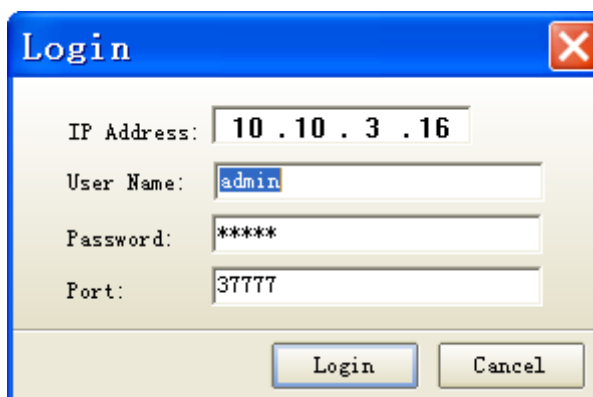 Login
IP Address: 10 .10 . 3 .16
User Name: admin
Password: *****
Port: 37777
Login Cancel